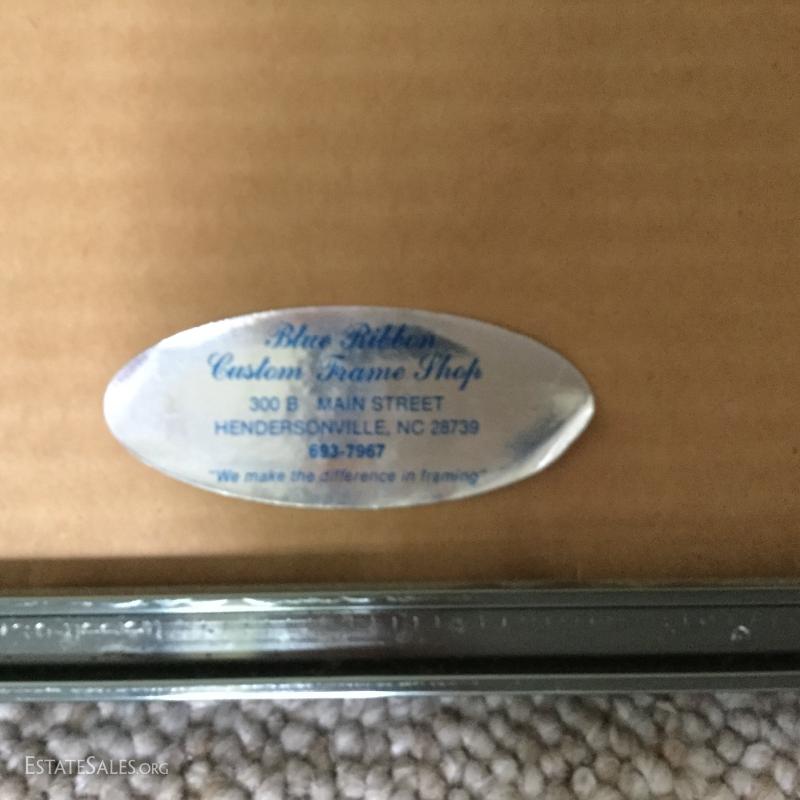 Blue Ribbon
Custom Frame Shop
300 B MAIN STREET
HENDERSONVILLE, NC 28739
693-7967
"We make the difference in framing"
ESTATESALES.ORG